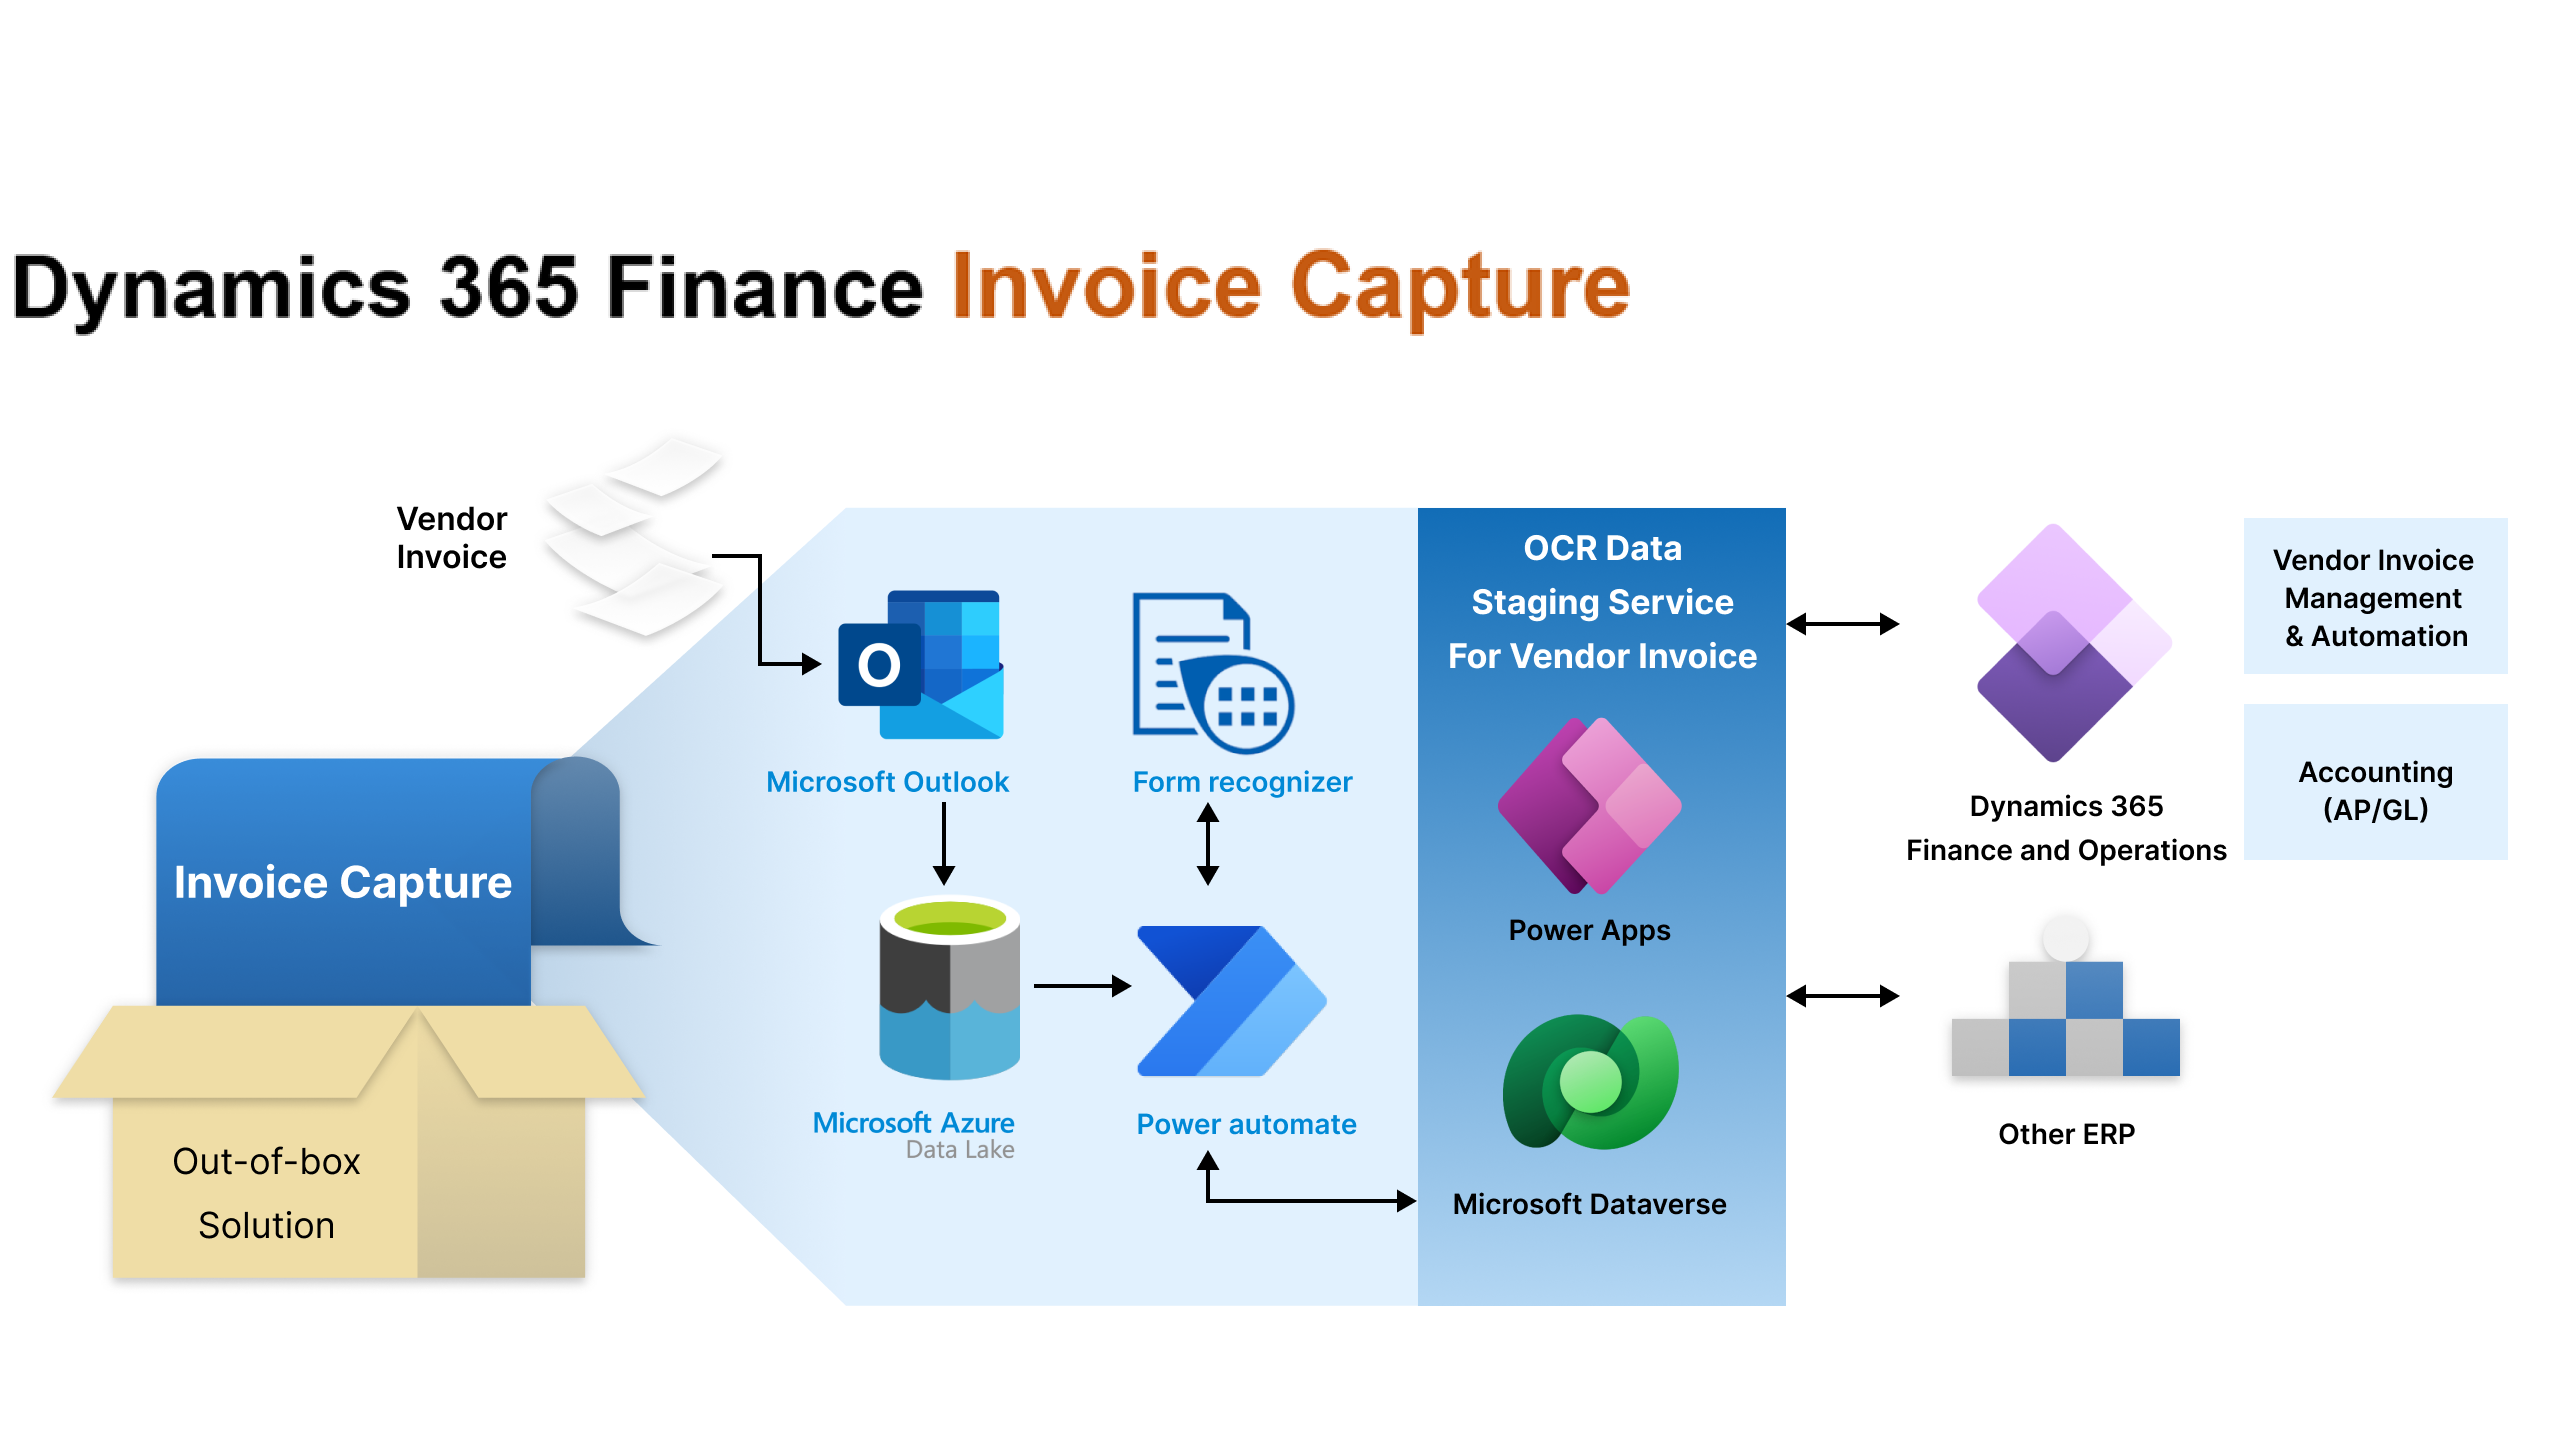 Dynamics 365 Finance Invoice Capture
Vendor
Invoice
Invoice Capture
Out-of-box
Solution
O
Microsoft Outlook
Form recognizer
Microsoft Azure
Data Lake
Power automate
OCR Data
Staging Service
For Vendor Invoice
Power Apps
Microsoft Dataverse
Dynamics 365
Finance and Operations
Vendor Invoice
Management
& Automation
Accounting
(AP/GL)
Other ERP